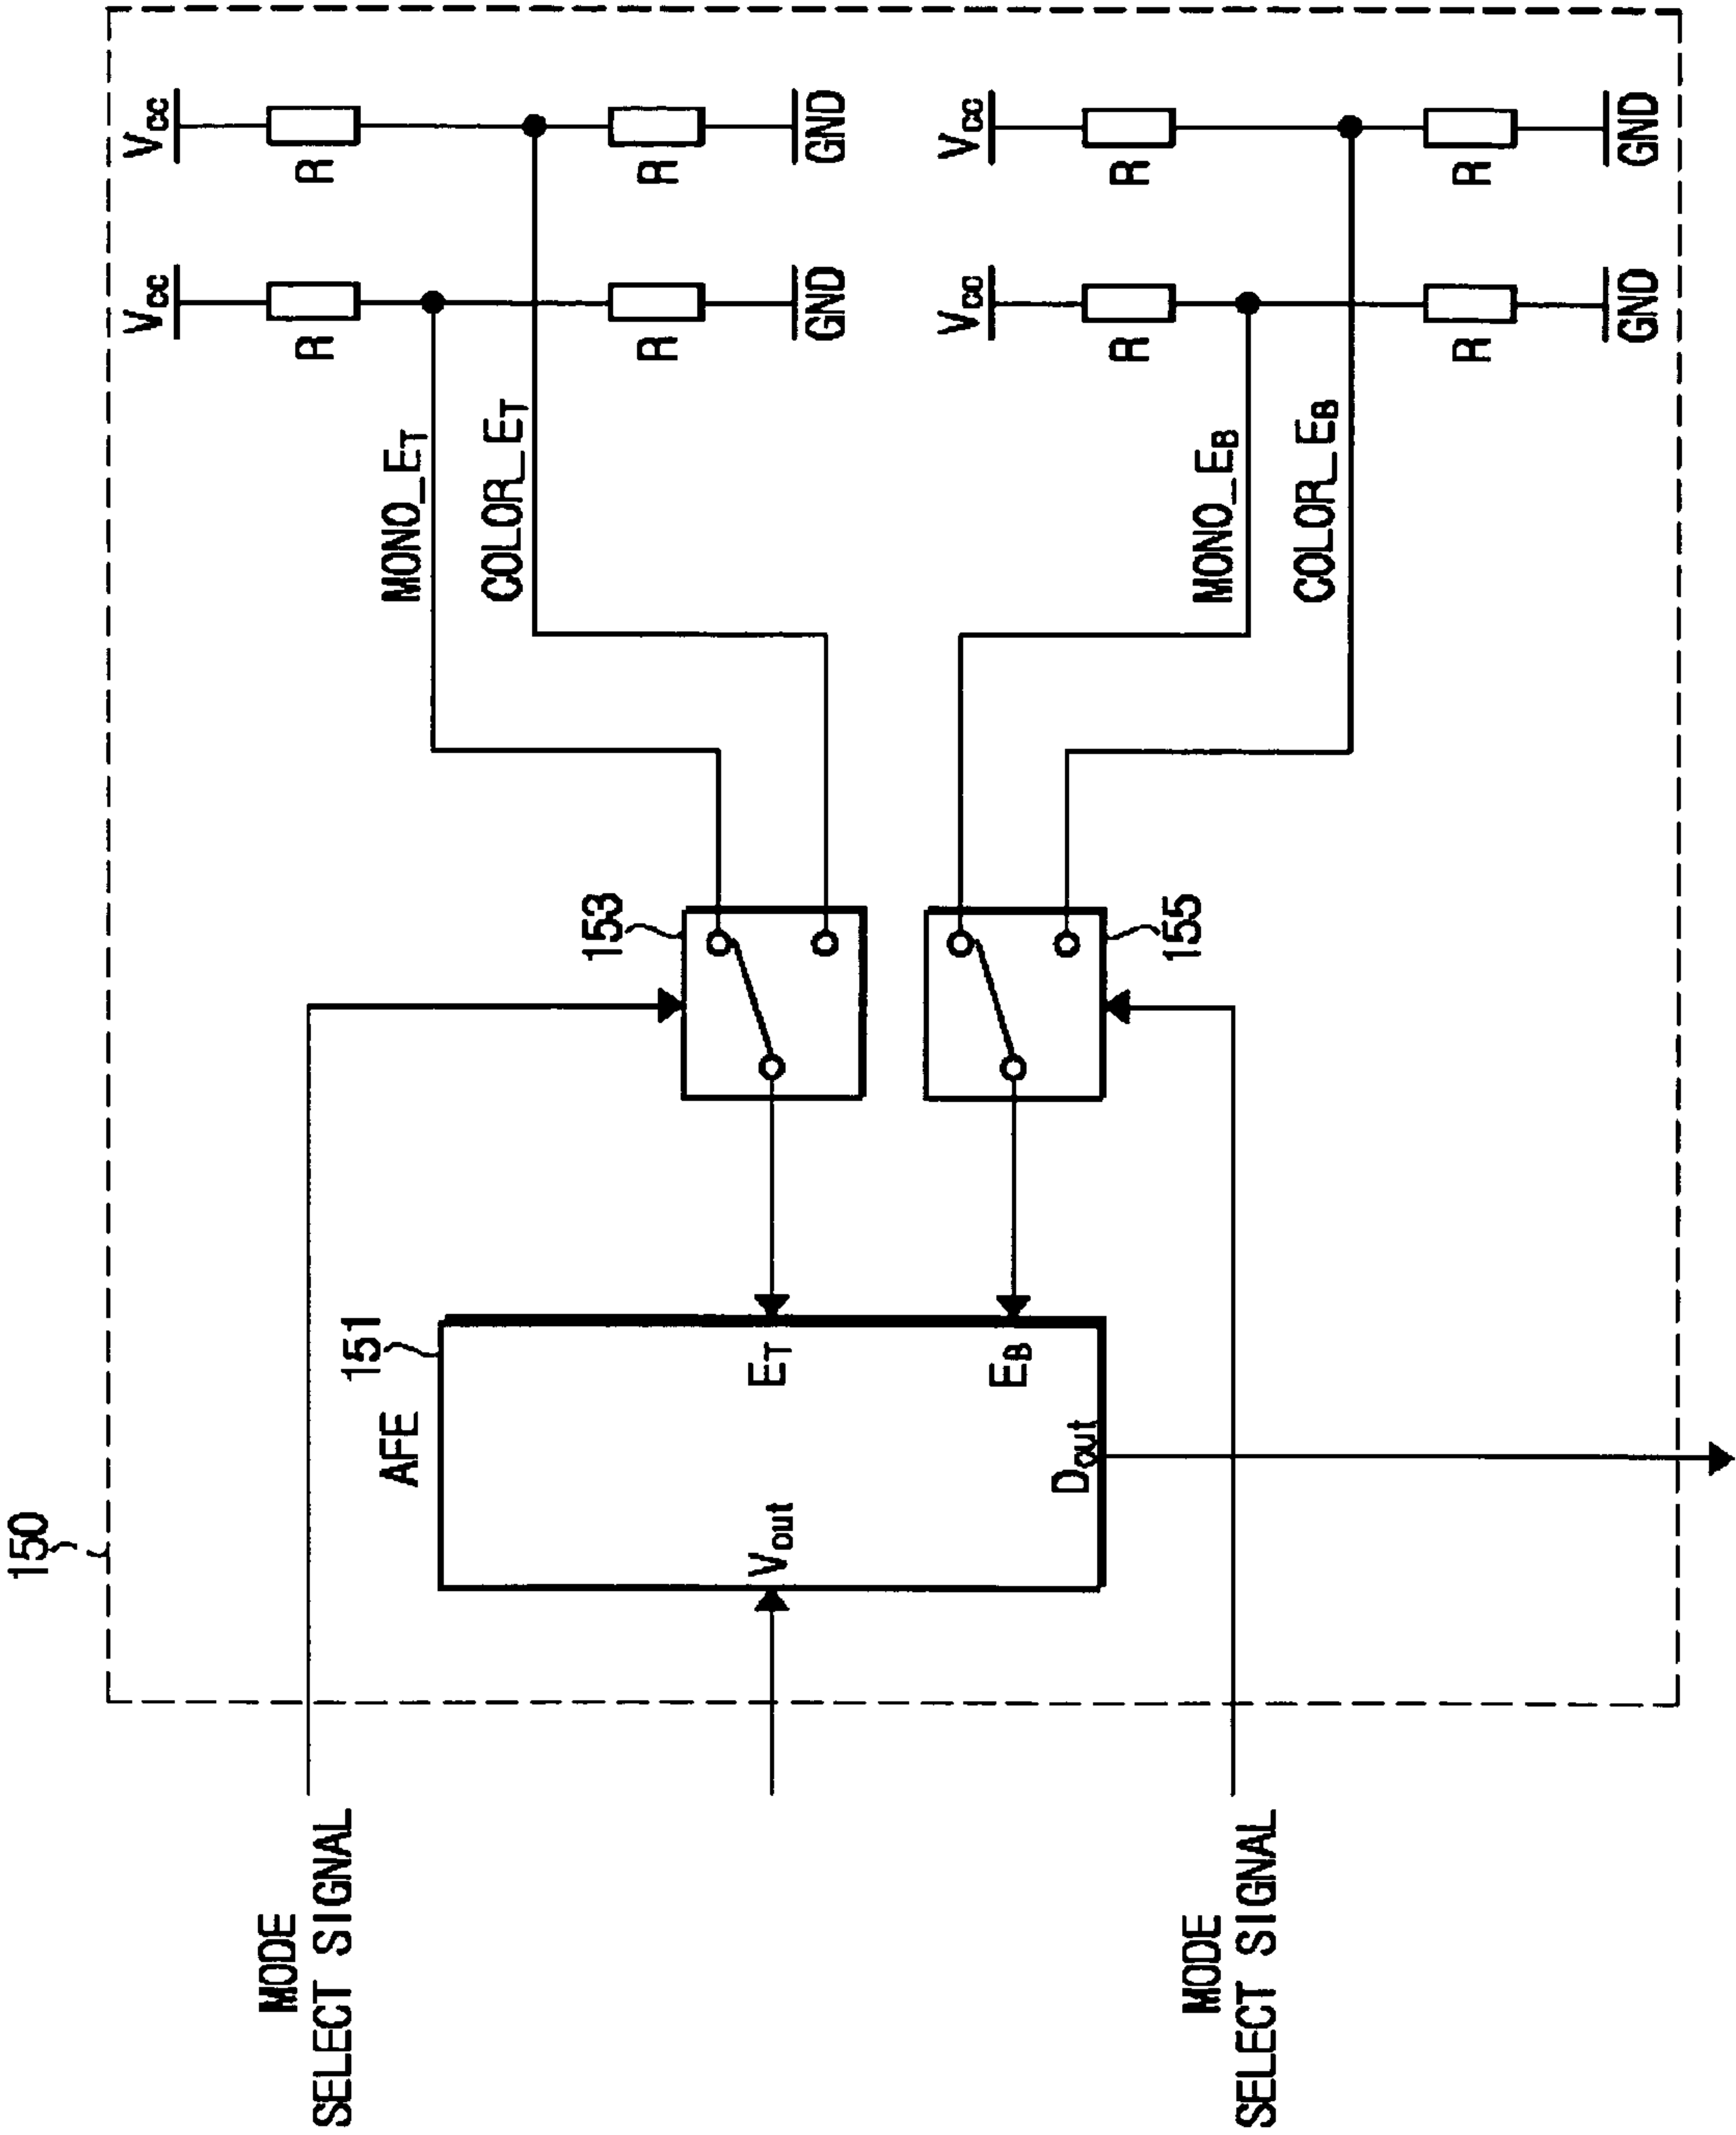 150
MODE
SELECT SIGNAL
MODE
SELECT SIGNAL
AFE
151
Vout
ET
EB
Dout
153
155
MONO_ET
COLOR_ET
MONO_EB
COLOR_EB
Vcc
R
R
GND
Vcc
R
R
GND
Vcc
R
R
GND
Vcc
R
R
GND